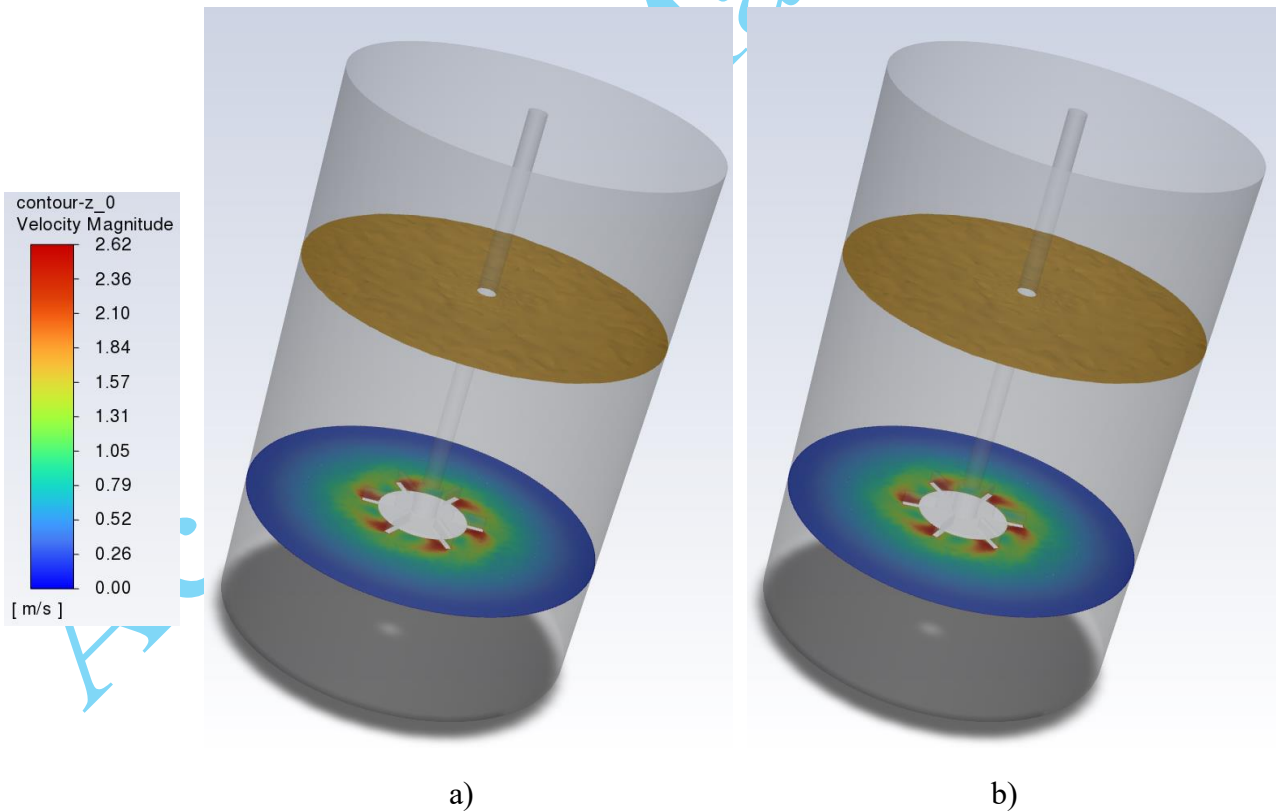 contour-z_0
Velocity Magnitude
2.62
2.36
2.10
1.84
1.57
1.31
1.05
0.79
0.52
0.26
0.00
[ m/s ]
a)
b)